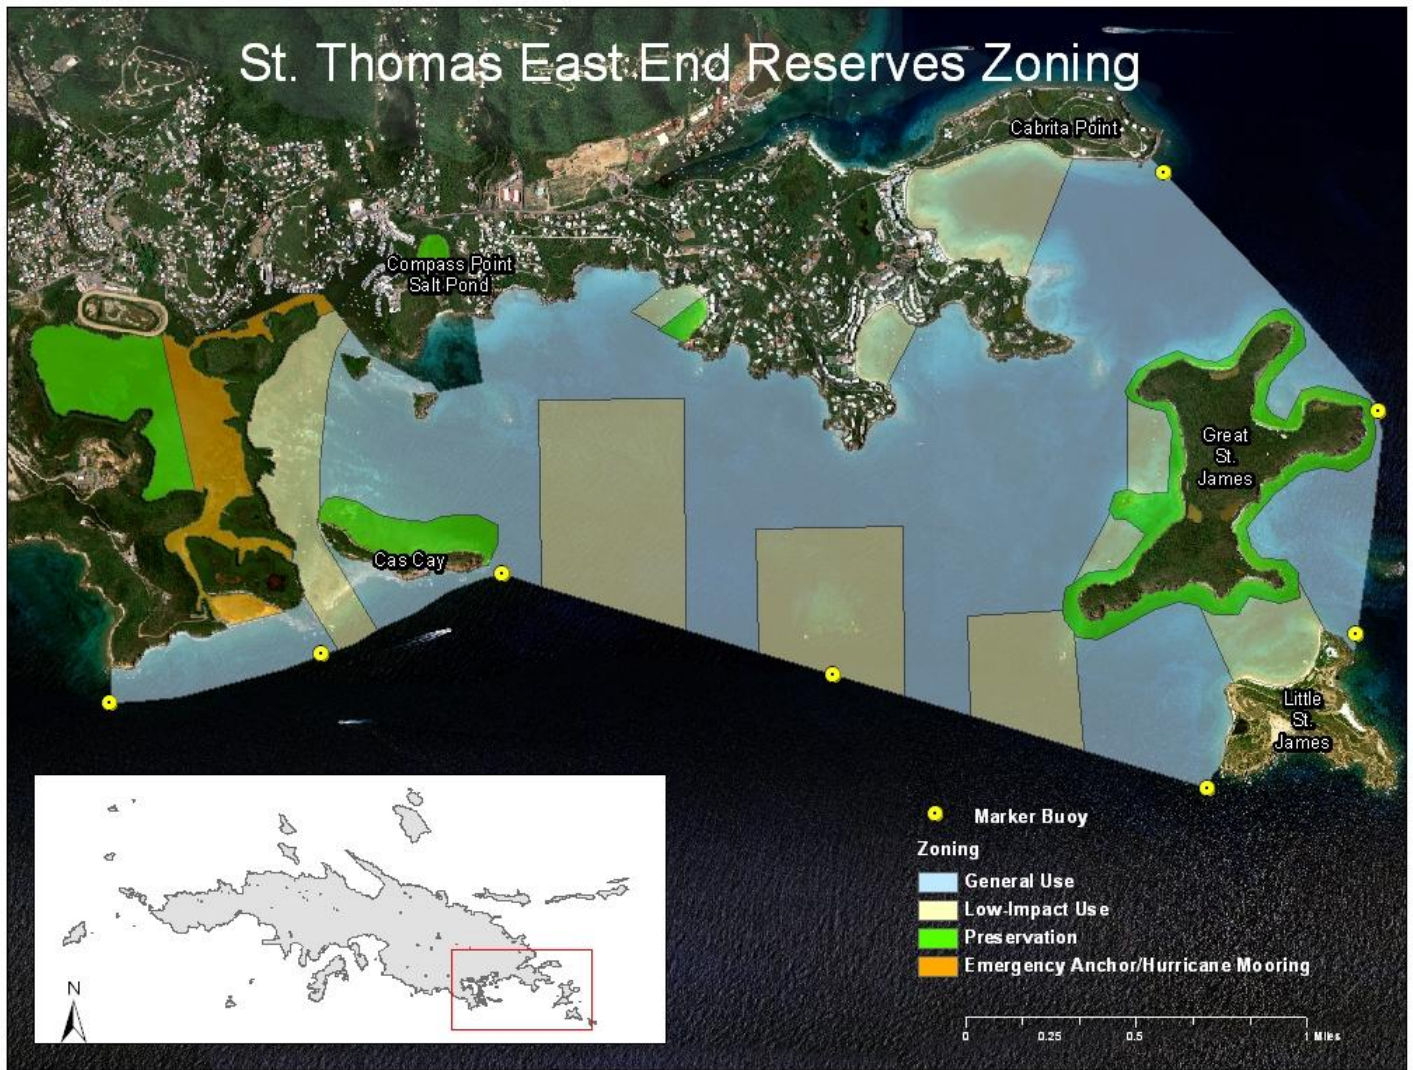 St. Thomas East End Reserves Zoning
Cabrita Point
Compass Point
Salt Pond
Great
St.
James
Cas Cay
Little
St.
James
Marker Buoy
Zoning
General Use
Low-Impact Use
Preservation
Emergency Anchor/Hurricane Mooring
N
0 0.25 0.5 1 Miles